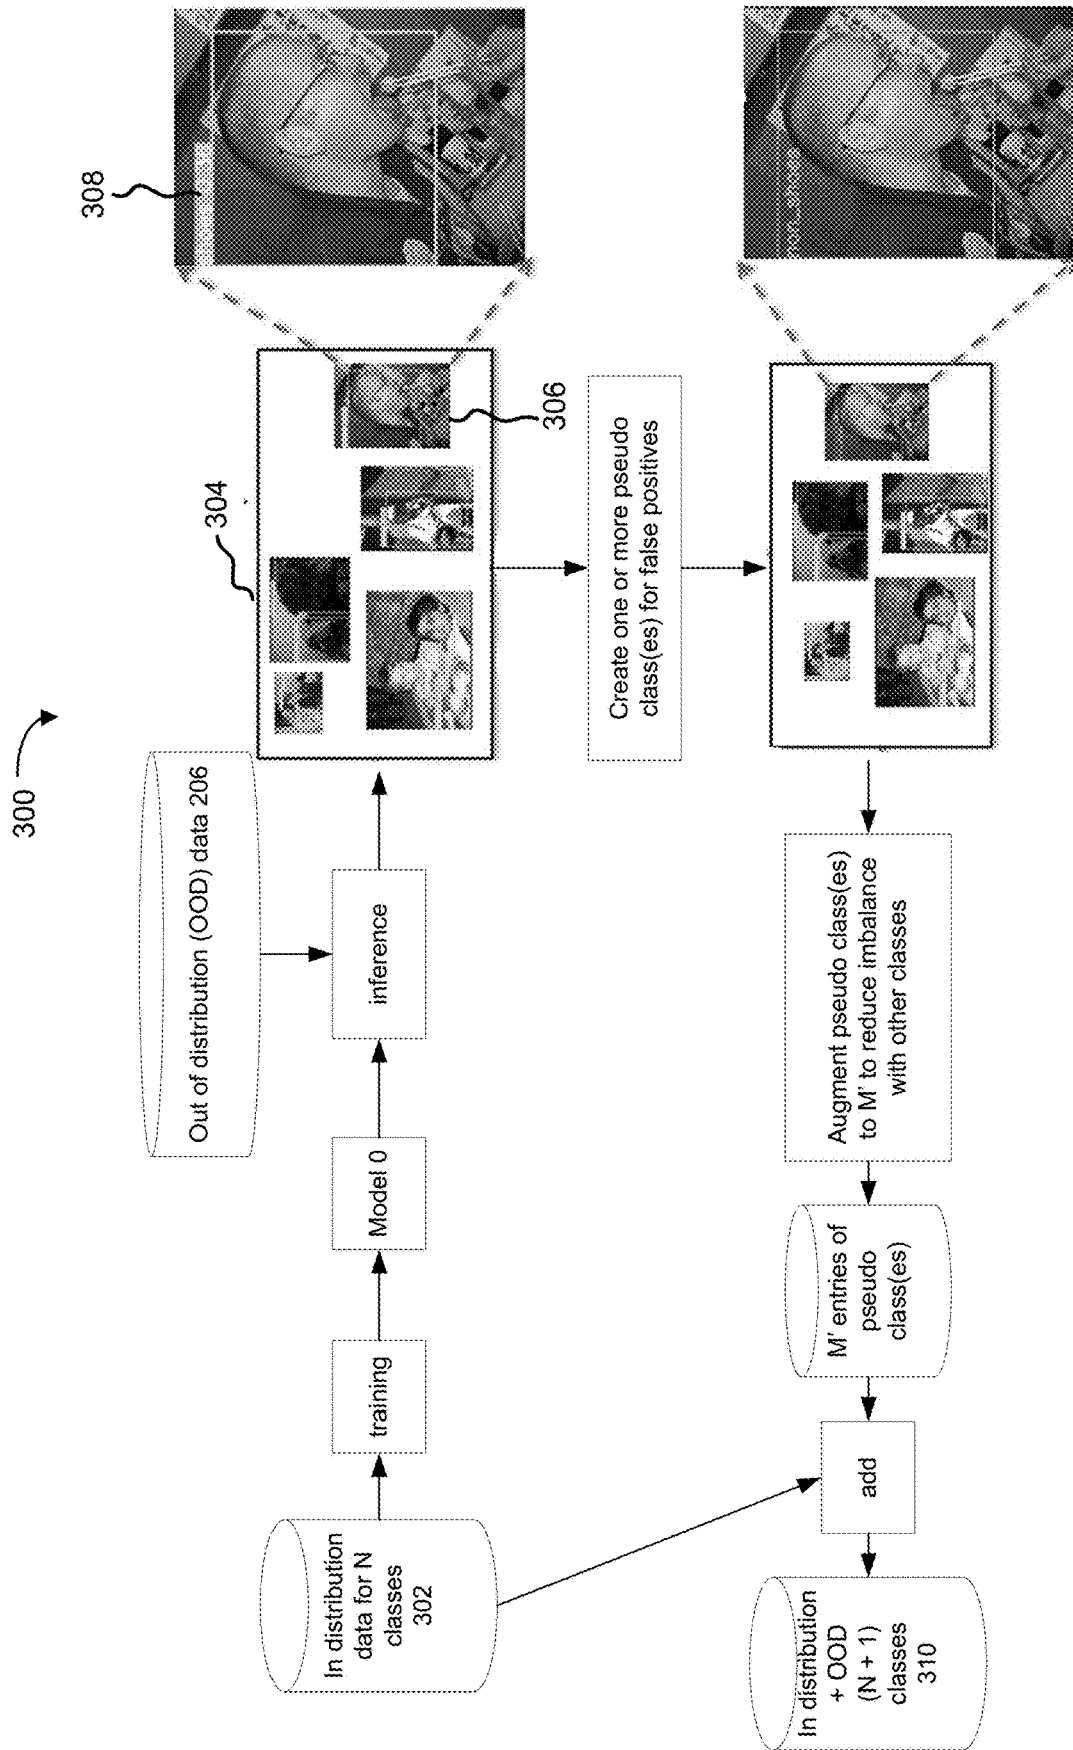 300
Out of distribution (OOD) data 206
304
308
In distribution
data for N
classes
302
training
Model 0
inference
306
Create one or more pseudo
class(es) for false positives
In distribution
+ OOD
(N + 1)
classes
310
add
M' entries of
pseudo
class(es)
Augment pseudo class(es)
to M' to reduce imbalance
with other classes